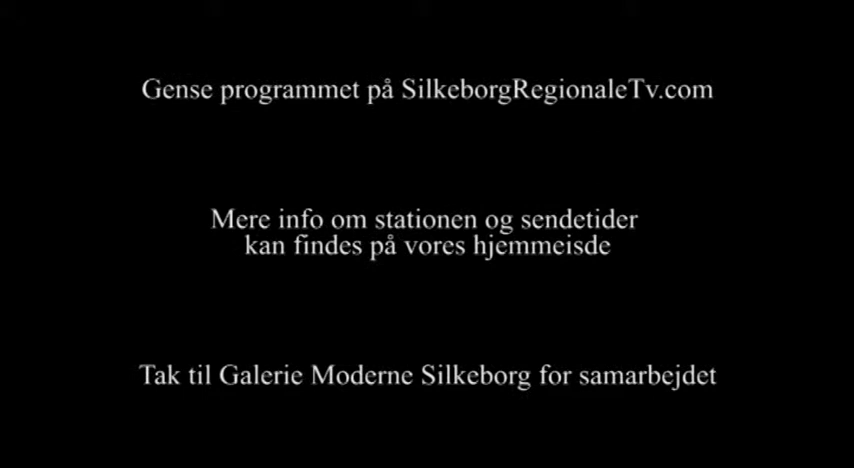 Gense programmet på SilkeborgRegionaleTv.com
Mere info om stationen og sendetider
kan findes på vores hjemmeisde
Tak til Galerie Moderne Silkeborg for samarbejdet